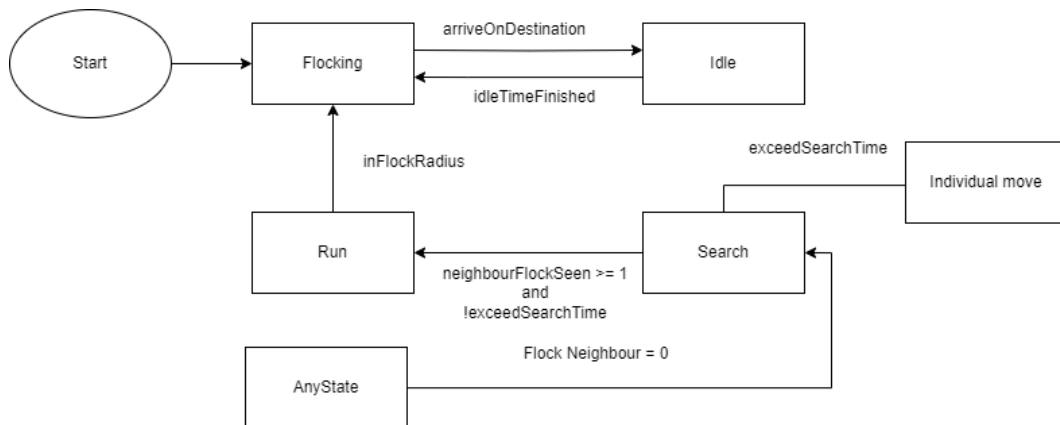 arriveOnDestination
Start
Flocking
Idle
idleTimeFinished
exceedSearchTime
inFlockRadius
Individual move
Run
Search
neighbourFlockSeen >= 1
and
!exceedSearchTime
Flock Neighbour = 0
AnyState